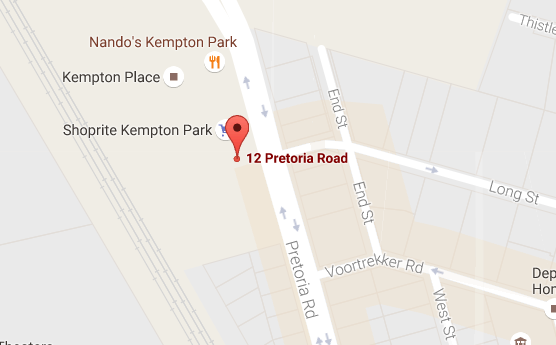 Thistle
Nando's Kempton Park
Kempton Place
End St
Shoprite Kempton Park
12 Pretoria Road
Long St
End St
Pretoria Rd
Voortrekker Rd
West St
Dep
Hon
Theaters